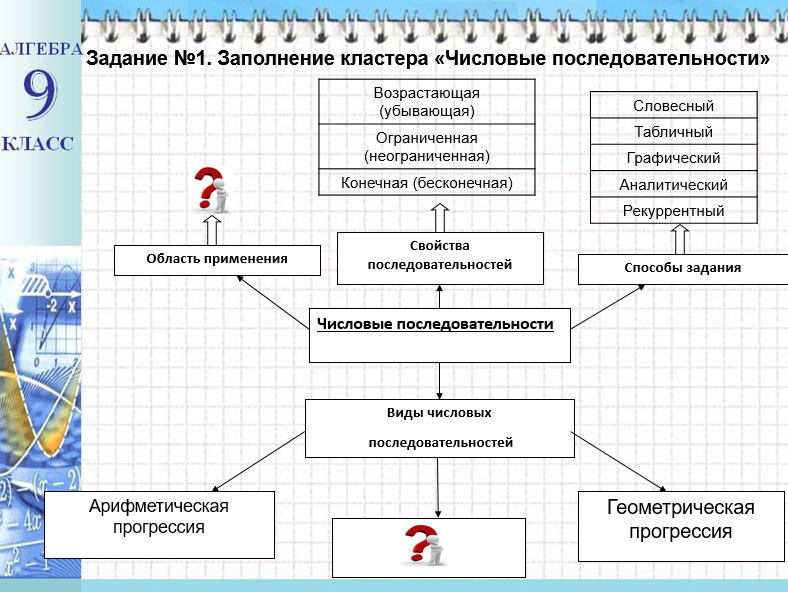 АЛГЕБРА
9
КЛАСС
Задание №1. Заполнение кластера «Числовые последовательности»
Возрастающая
(убывающая)
Ограниченная
(неограниченная)
Конечная (бесконечная)
Словесный
Табличный
Графический
Аналитический
Рекуррентный
Область применения
Свойства
последовательностей
Способы задания
Числовые последовательности
Виды числовых
последовательностей
Арифметическая
прогрессия
?
Геометрическая
прогрессия